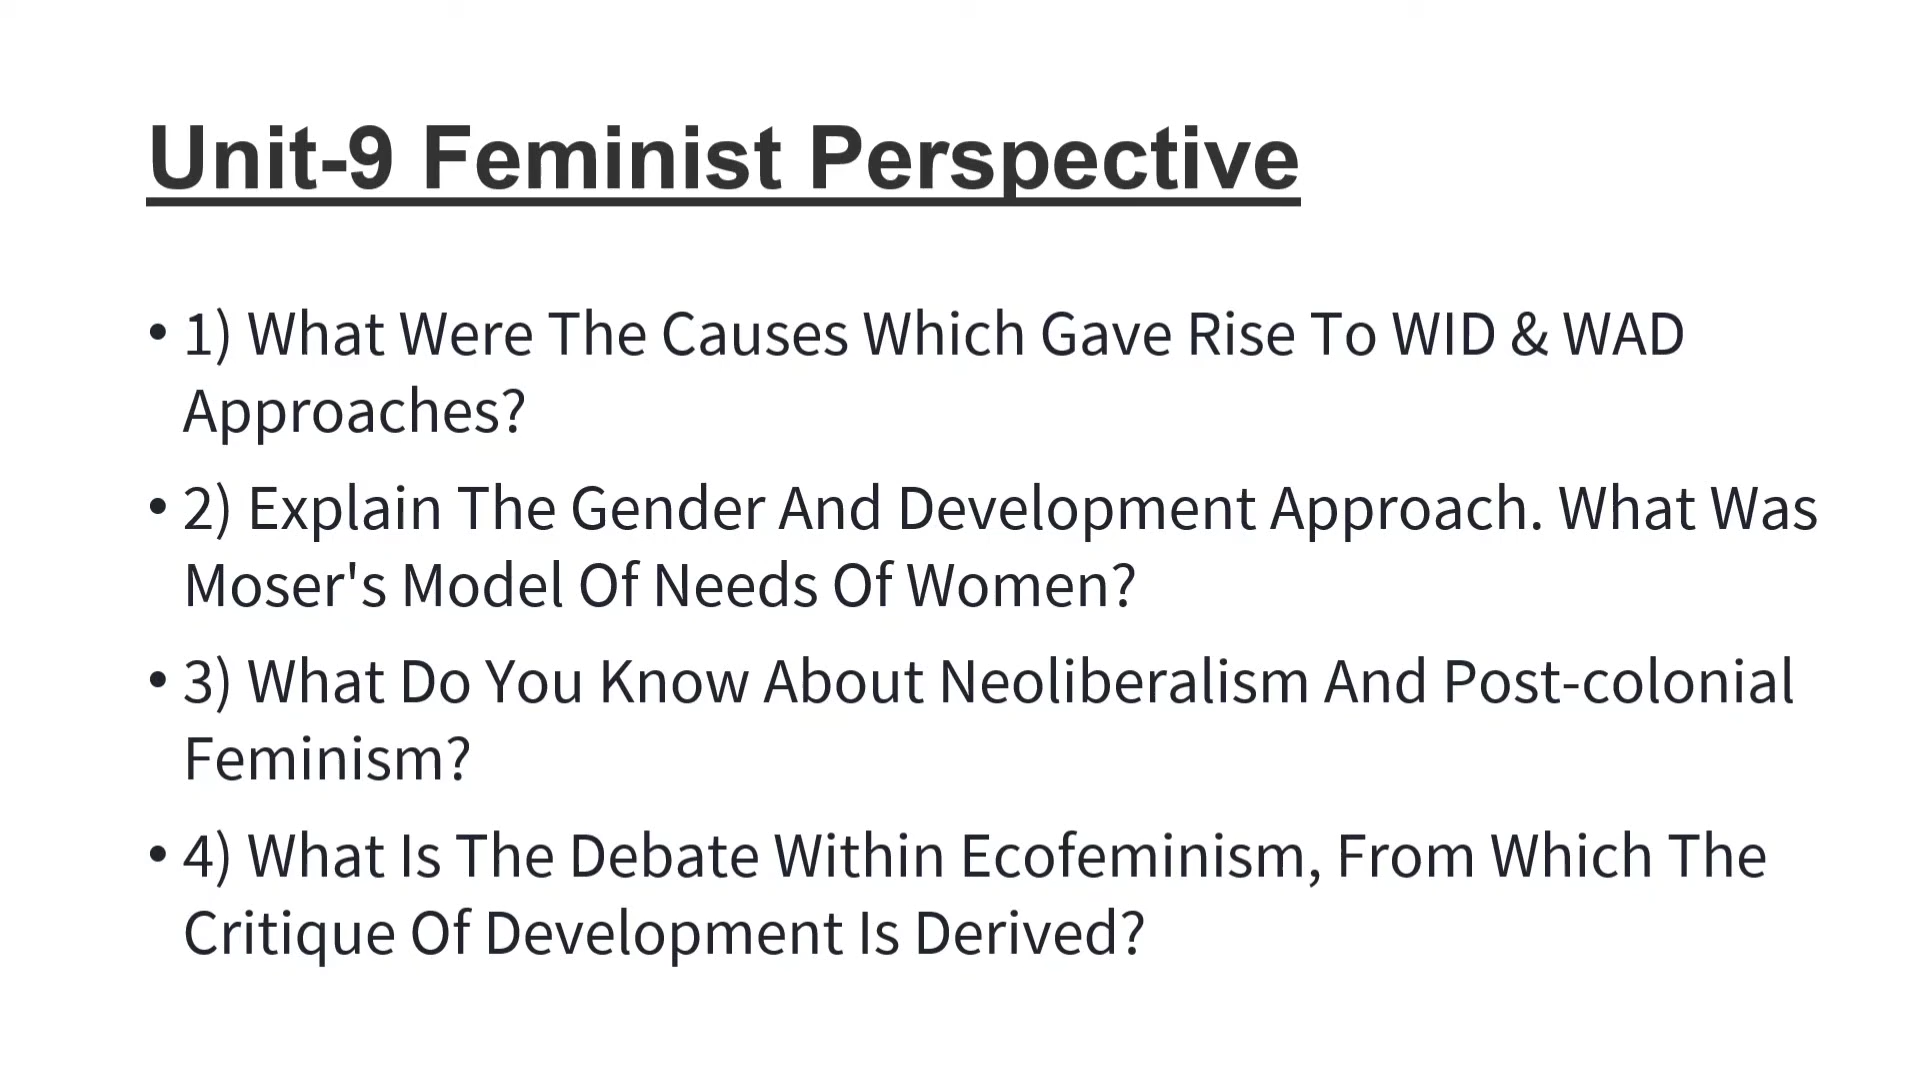 Unit-9 Feminist Perspective
• 1) What Were The Causes Which Gave Rise To WID & WAD
Approaches?
• 2) Explain The Gender And Development Approach. What Was
Moser's Model Of Needs Of Women?
• 3) What Do You Know About Neoliberalism And Post-colonial
Feminism?
• 4) What Is The Debate Within Ecofeminism, From Which The
Critique Of Development Is Derived?